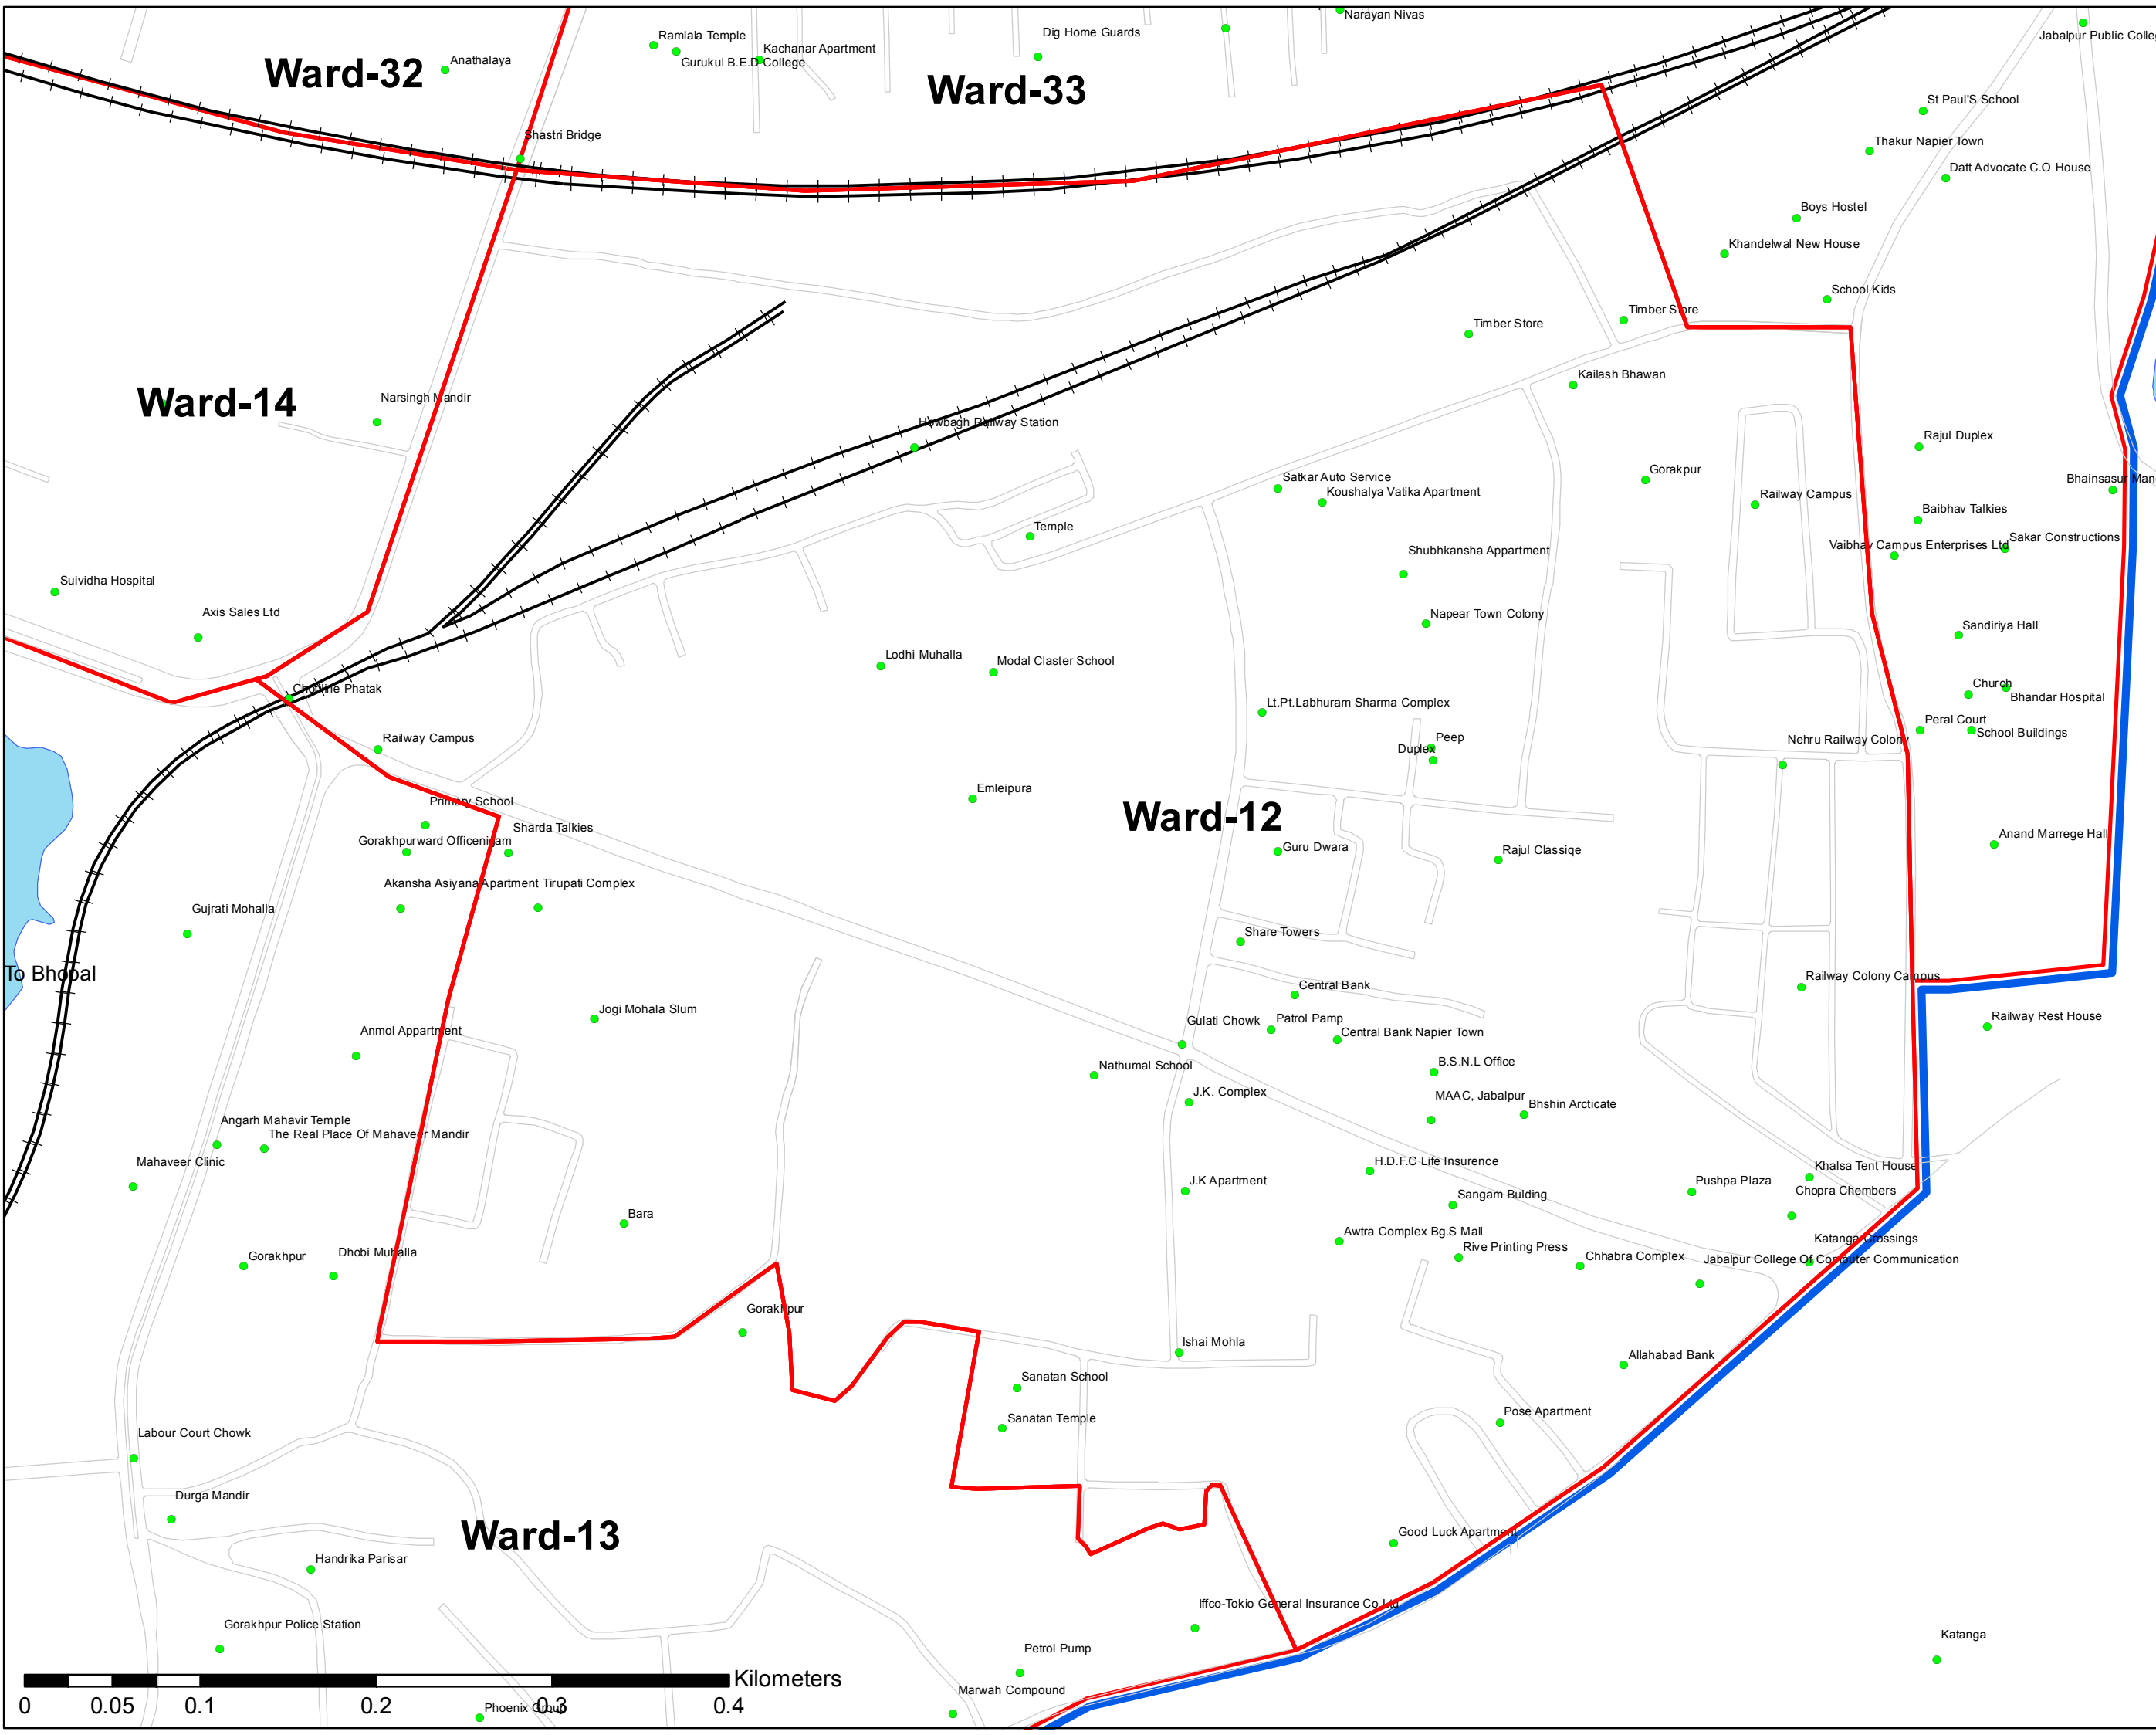 Narayan Nivas
Jabalpur Public Colle
Ramlala Temple
Dig Home Guards
Kachanar Apartment
Anathalaya
Gurukul B.E.D College
Ward-32
Ward-33
St Paul'S School
Shastri Bridge
Thakur Napier Town
Datt Advocate C.O House
Boys Hostel
Khandelwal New House
School Kids
Timber Store
Timber Store
Kailash Bhawan
Ward-14
Narsingh Mandir
Howbagh Railway Station
Rajul Duplex
Gorakpur
Satkar Auto Service
Koushalya Vatika Apartment
Railway Campus
Bhainsasur Man
Baibhav Talkies
Temple
Sakar Constructions
Vaibhav Campus Enterprises Ltd
Shubhkansha Appartment
Suividha Hospital
Axis Sales Ltd
Napear Town Colony
Sandiriya Hall
Lodhi Muhalla
Modal Claster School
Church
Bhandar Hospital
Chotiline Phatak
Lt.Pt.Labhuram Sharma Complex
Peral Court
School Buildings
Railway Campus
Peep
Duplex
Nehru Railway Colony
Emleipura
Primary School
Ward-12
Sharda Talkies
Gorakhpurward Officenigam
Guru Dwara
Rajul Classiqe
Anand Marrege Hall
Akansha Asiyana Apartment
Tirupati Complex
Gujrati Mohalla
Share Towers
To Bhopal
Railway Colony Campus
Central Bank
Jogi Mohala Slum
Gulati Chowk
Patrol Pamp
Railway Rest House
Anmol Appartment
Central Bank Napier Town
Nathumal School
B.S.N.L Office
J.K. Complex
MAAC, Jabalpur
Bhshin Arcticate
Angarh Mahavir Temple
The Real Place Of Mahaveer Mandir
Mahaveer Clinic
H.D.F.C Life Insurence
Khalsa Tent House
J.K Apartment
Sangam Bulding
Pushpa Plaza
Chopra Chembers
Bara
Awtra Complex Bg.S Mall
Katanga Crossings
Gorakhpur
Dhobi Muhalla
Rive Printing Press
Chhabra Complex
Jabalpur College Of Computer Communication
Gorakhpur
Ishai Mohla
Allahabad Bank
Sanatan School
Sanatan Temple
Pose Apartment
Labour Court Chowk
Durga Mandir
Ward-13
Good Luck Apartment
Handrika Parisar
Iffco-Tokio General Insurance Co Ltd
Gorakhpur Police Station
Petrol Pump
Katanga
Kilometers
Marwah Compound
0 0.05 0.1 0.2 0.3 0.4
Phoenix Group